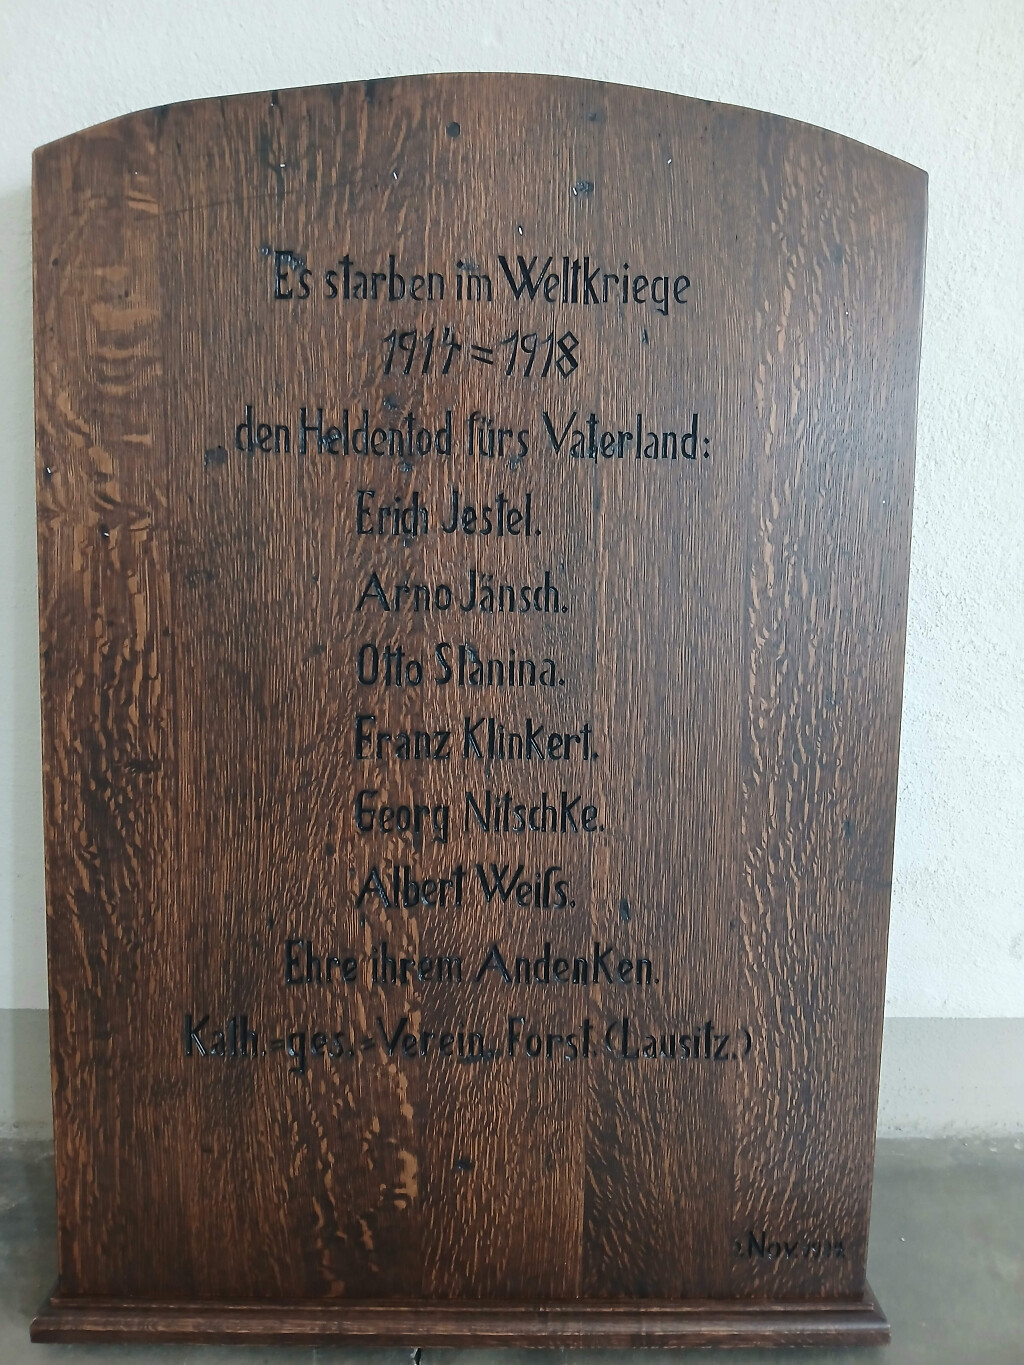 Es starben im Weltkriege
1914=1918
den Heldentod fürs Vaterland:
Erich Jestel.
Arno Jänsch.
Otto Stanina.
Franz Klinkert.
Georg Nitschke.
Albert Weiſs.
Ehre ihrem Andenken.
Kath.=ges.=Verein. Forst. (Lausitz.)
Nov.